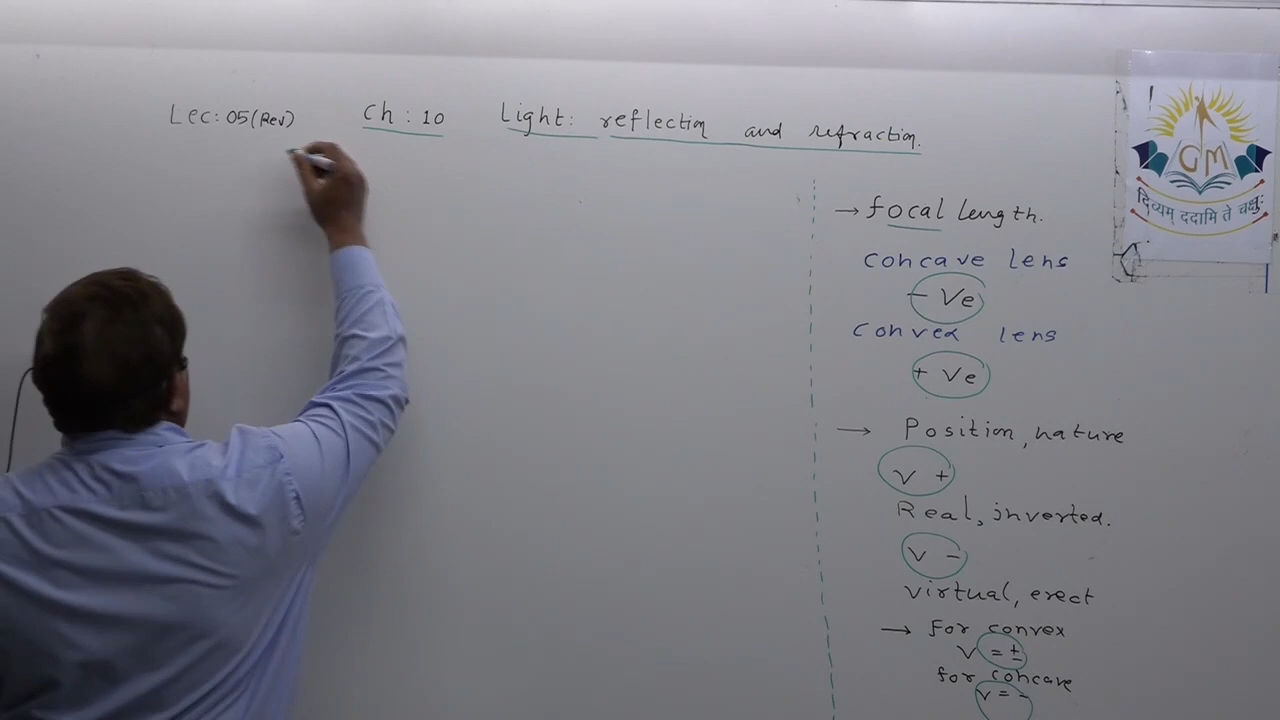 Lec: 05 (Rev) Ch: 10 Light: reflection and refraction.
GM
दिव्यम् ददामि ते चक्षुः
→ focal length.
Concave lens
- Ve
Convex lens
+ Ve
→ Position, nature
V +
Real, inverted.
V -
virtual, erect
→ For convex
V = ±
for concave
V = -